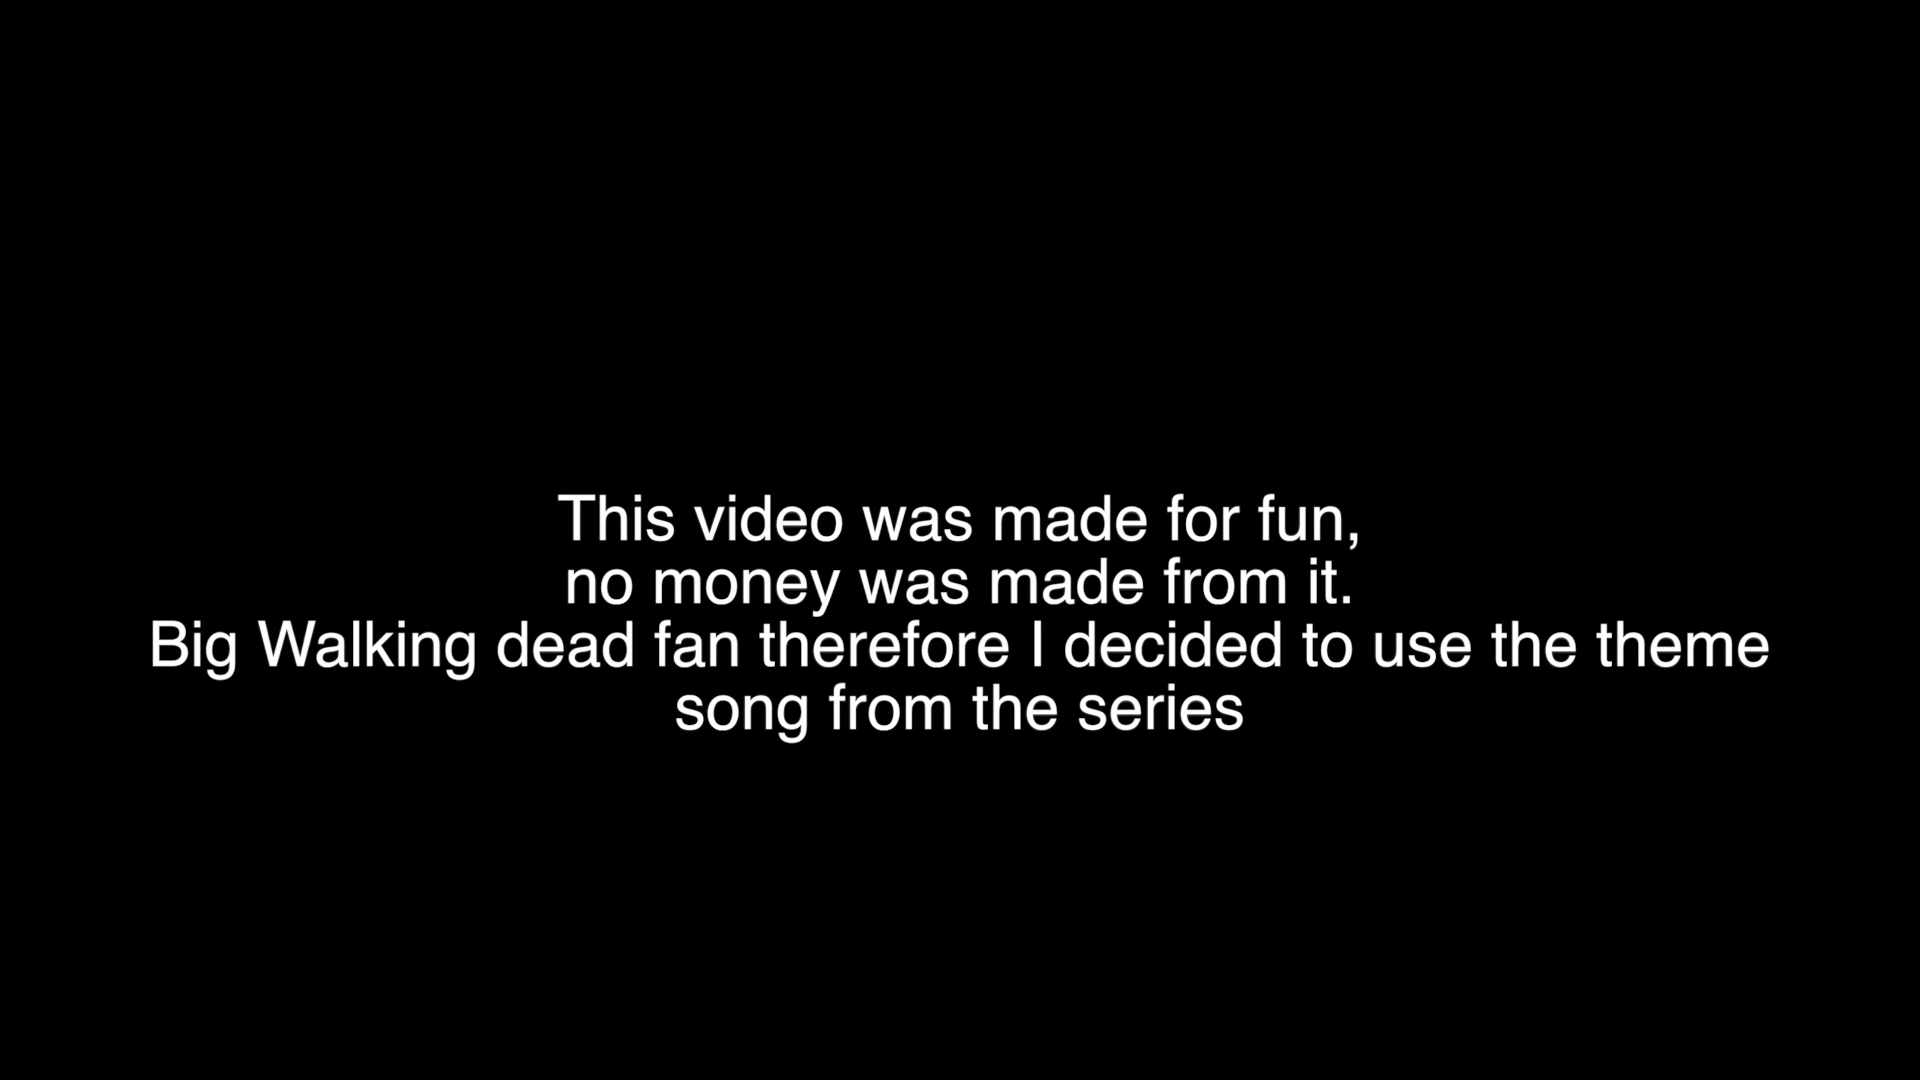 This video was made for fun,
no money was made from it.
Big Walking dead fan therefore I decided to use the theme
song from the series